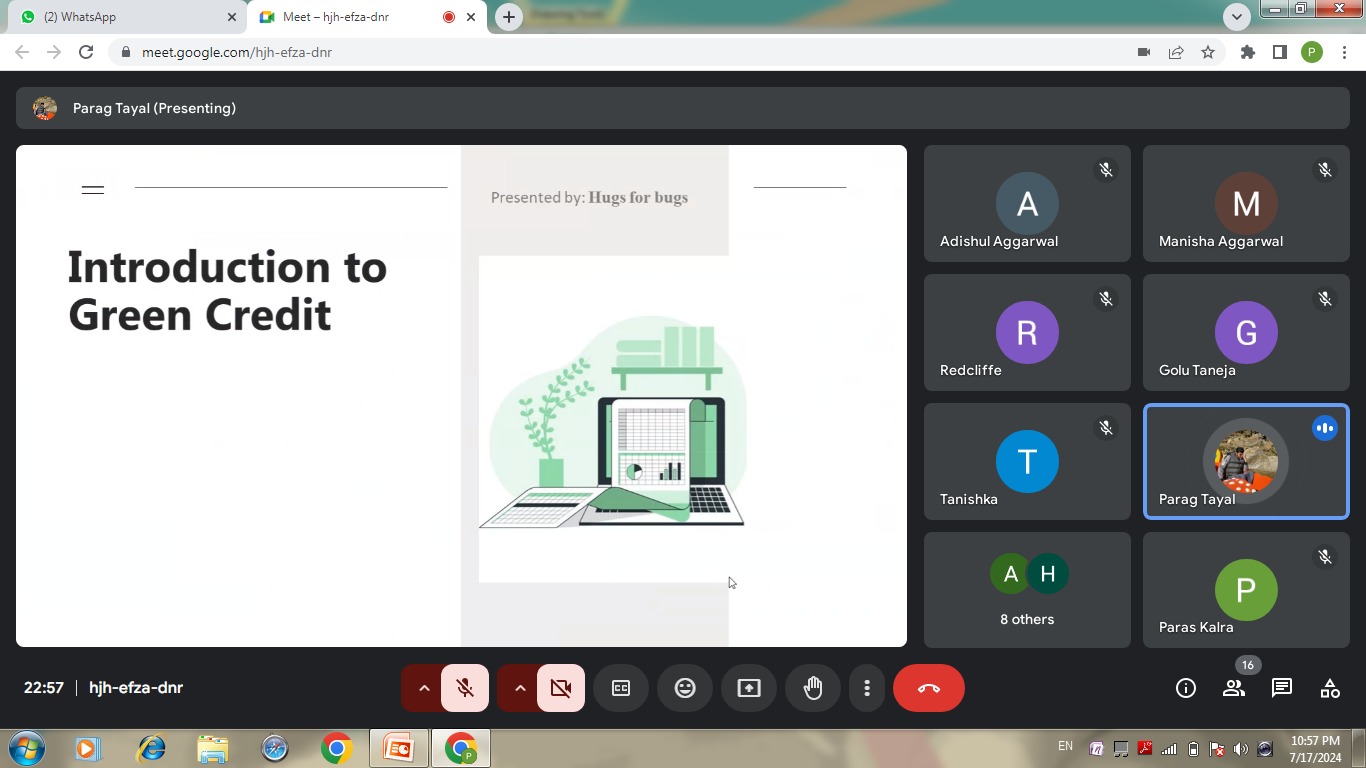 (2) WhatsApp
Meet – hjh-efza-dnr
meet.google.com/hjh-efza-dnr
P
Parag Tayal (Presenting)
Presented by: Hugs for bugs
Introduction to
Green Credit
A
Adishul Aggarwal
M
Manisha Aggarwal
R
Redcliffe
G
Golu Taneja
T
Tanishka
Parag Tayal
A H
8 others
P
Paras Kalra
22:57 | hjh-efza-dnr
CC
16
P
EN
10:57 PM
7/17/2024